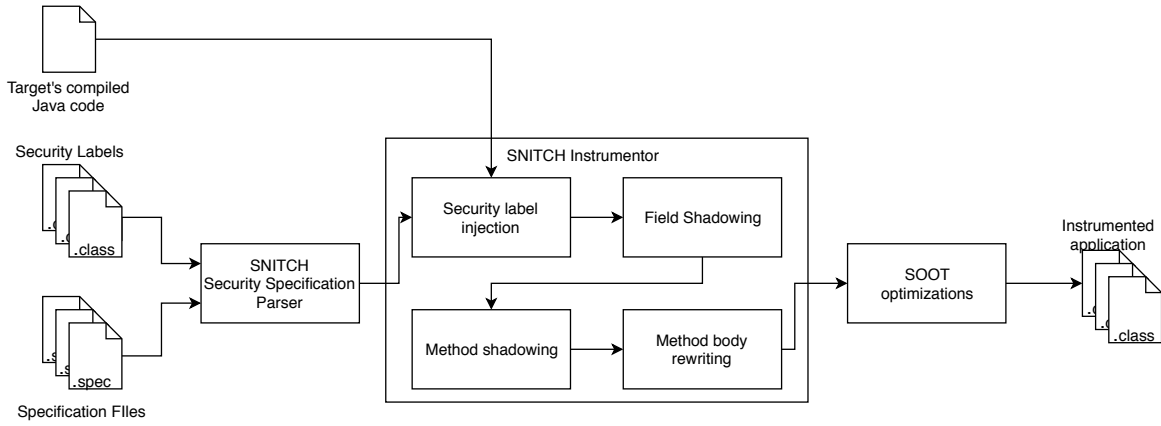 Target's compiled
Java code
Security Labels
.c
.c
.class
SNITCH
Security Specification
Parser
.s
.s
.spec
Specification FIles
SNITCH Instrumentor
Security label
injection
Field Shadowing
Method shadowing
Method body
rewriting
SOOT
optimizations
Instrumented
application
.c
.c
.class